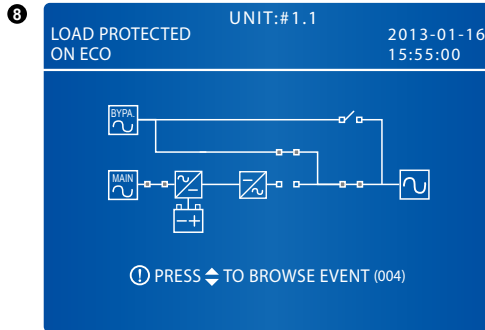 8
UNIT:#1.1
LOAD PROTECTED
2013-01-16
ON ECO
15:55:00
BYPA.
MAIN
! PRESS TO BROWSE EVENT (004)